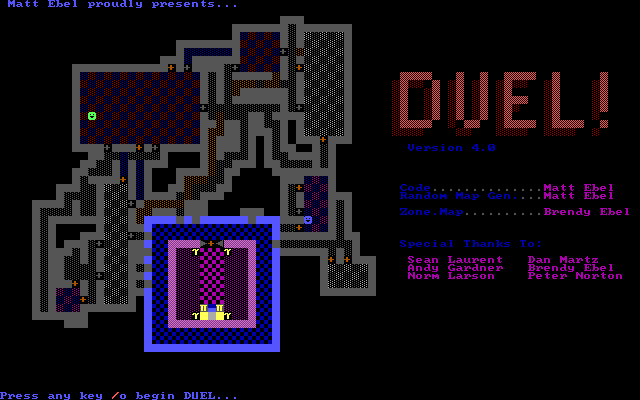 Matt Ebel proudly presents...
DUEL!
Version 4.0
Code..............Matt Ebel
Random Map Gen....Matt Ebel
Zone.Map..........Brendy Ebel
Special Thanks To:
Sean Laurent Dan Martz
Andy Gardner Brendy Ebel
Norm Larson Peter Norton
Press any key /o begin DUEL...